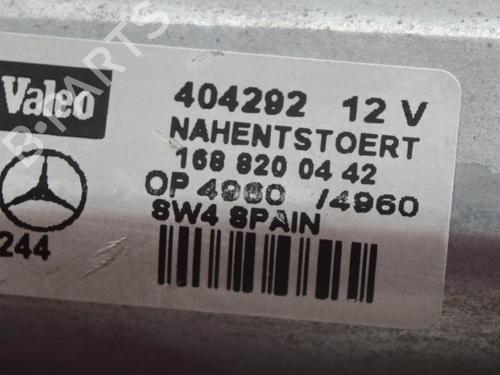 Valeo
404292 12 V
NAHENTSTOERT
168 820 04 42
OP 4960 /4960
SW4 SPAIN
244
B-PARTS